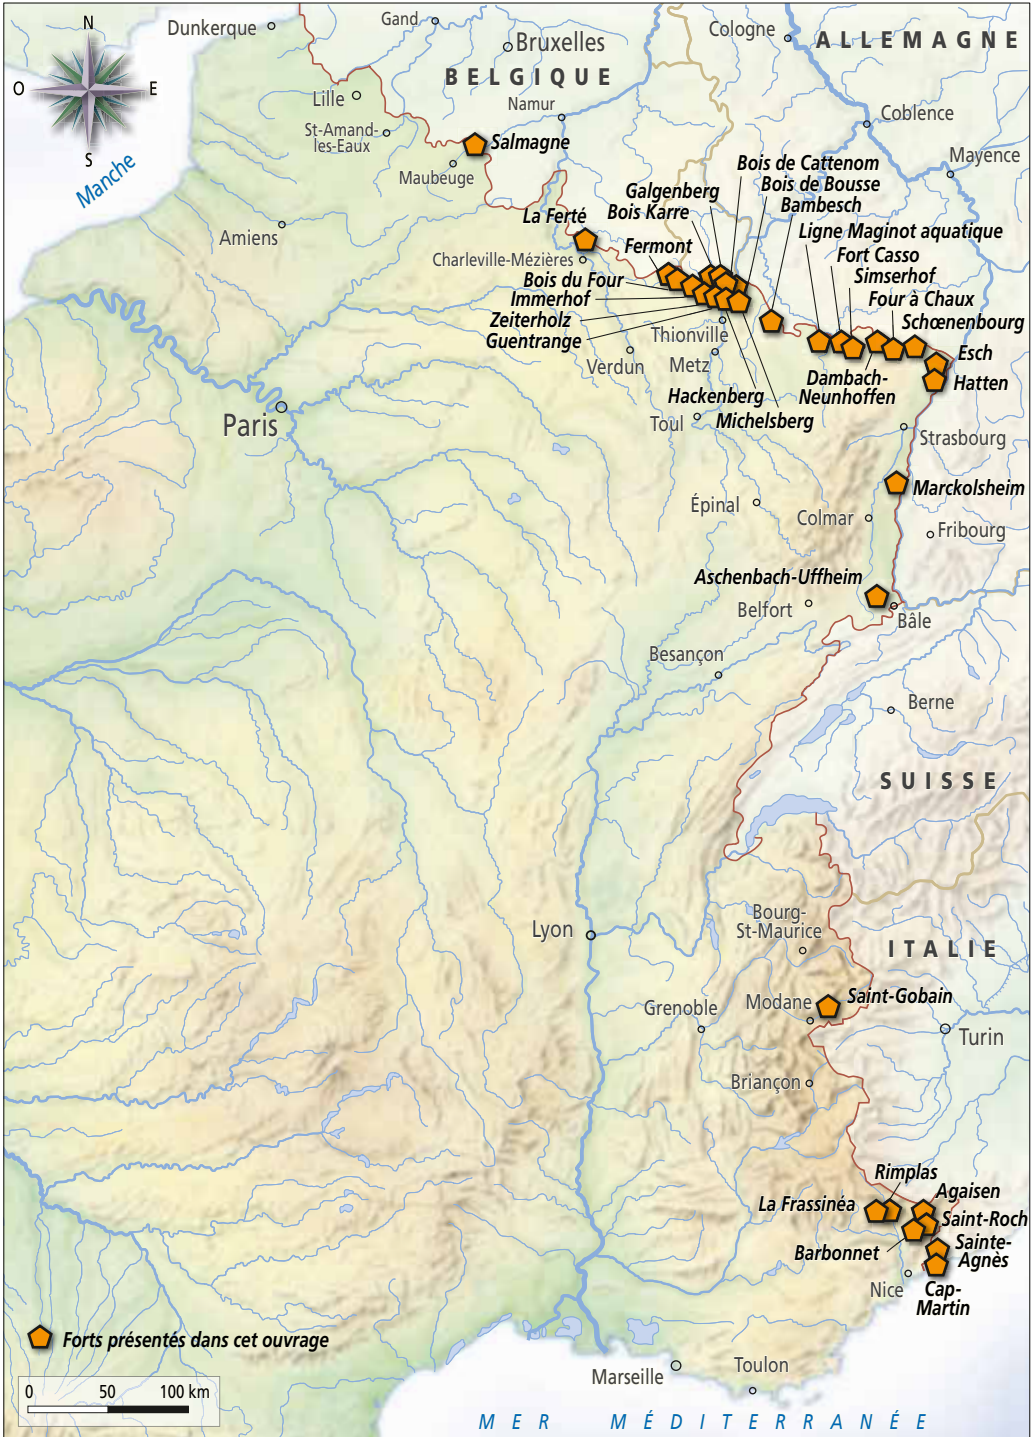 N
O
E
S
Manche
Dunkerque
Gand
Bruxelles
BELGIQUE
Cologne
ALLEMAGNE
Lille
St-Amand-
les-Eaux
Namur
Coblence
Maubeuge
Salmagne
Mayence
Bois de Cattenom
Galgenberg
Bois de Bousse
Bois Karre
Bambesch
Amiens
La Ferté
Ligne Maginot aquatique
Charleville-Mézières
Fermont
Fort Casso
Simserhof
Bois du Four
Immerhof
Four à Chaux
Zeiterholz
Schœnenbourg
Guentrange
Thionville
Verdun
Metz
Esch
Hatten
Dambach-
Neunhoffen
Hackenberg
Michelsberg
Paris
Toul
Strasbourg
Marckolsheim
Épinal
Colmar
Fribourg
Aschenbach-Uffheim
Belfort
Bâle
Besançon
Berne
SUISSE
Lyon
Bourg-
St-Maurice
ITALIE
Saint-Gobain
Grenoble
Modane
Turin
Briançon
Rimplas
La Frassinéa
Agaisen
Saint-Roch
Barbonnet
Sainte-
Agnès
Nice
Cap-
Martin
Forts présentés dans cet ouvrage
0 50 100 km
Marseille
Toulon
MER MÉDITERRANÉE